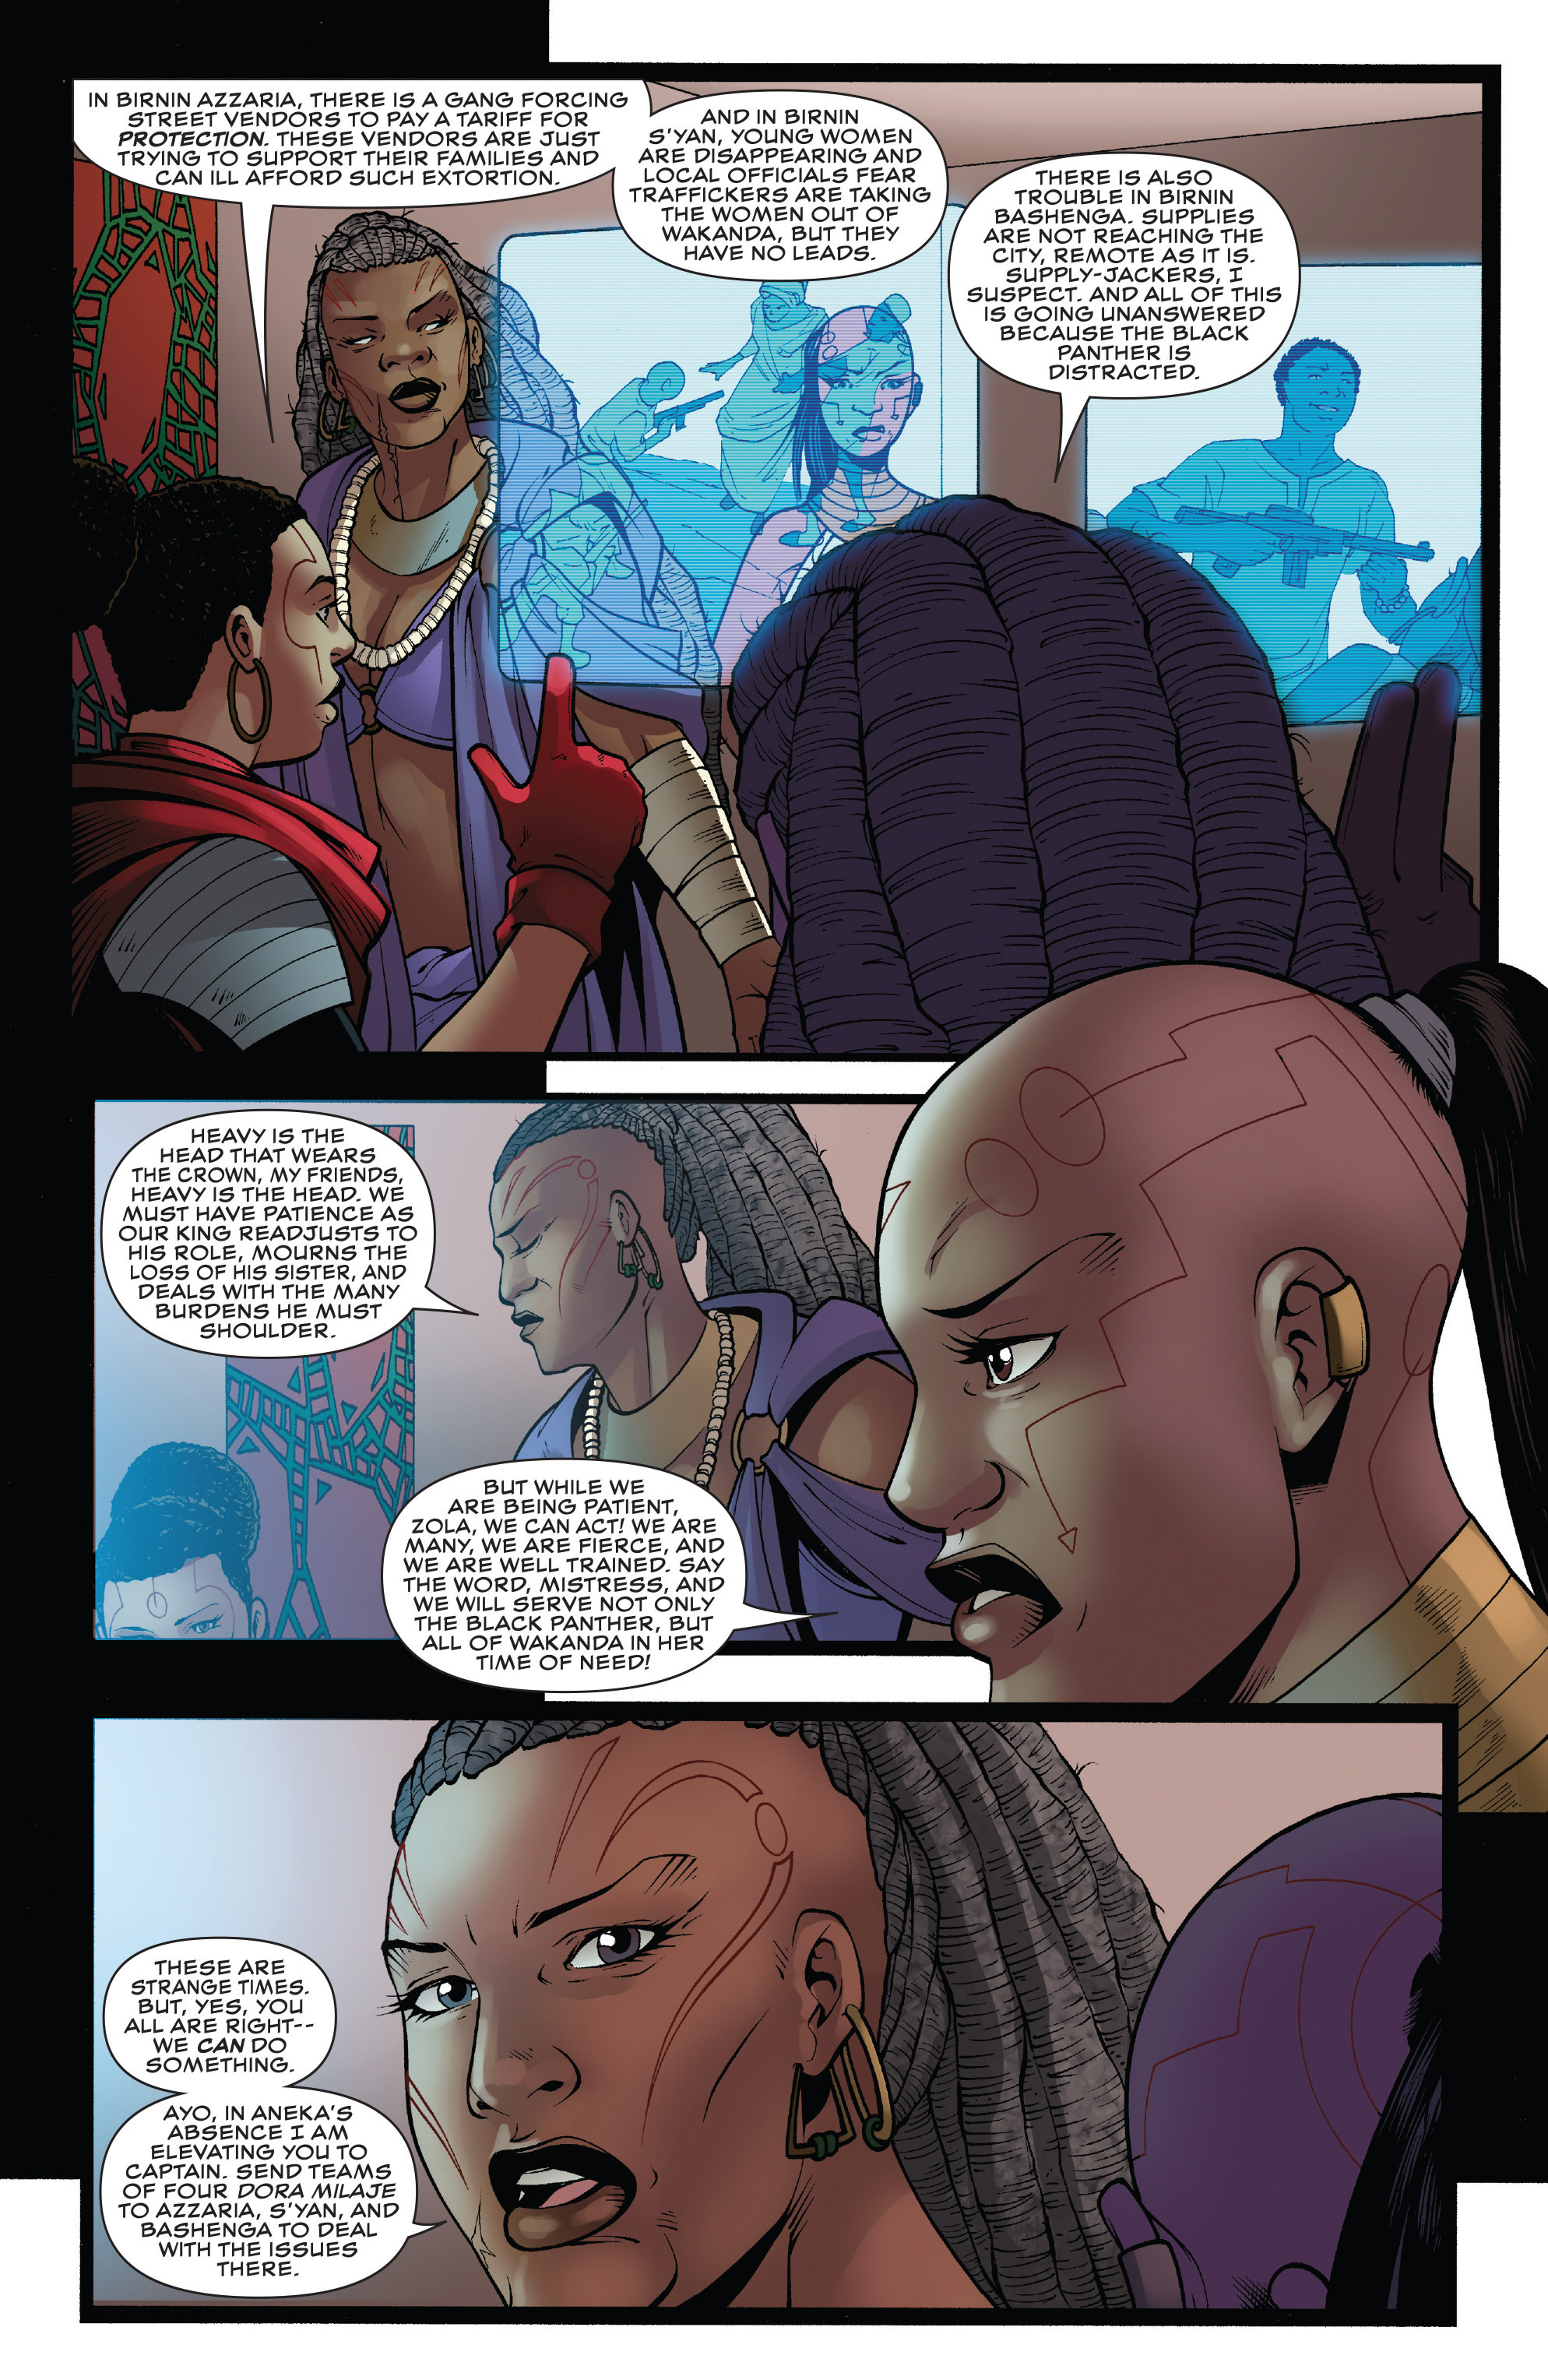 IN BIRNIN AZZARIA, THERE IS A GANG FORCING
STREET VENDORS TO PAY A TARIFF FOR
PROTECTION. THESE VENDORS ARE JUST
TRYING TO SUPPORT THEIR FAMILIES AND
CAN ILL AFFORD SUCH EXTORTION.
AND IN BIRNIN
S'YAN, YOUNG WOMEN
ARE DISAPPEARING AND
LOCAL OFFICIALS FEAR
TRAFFICKERS ARE TAKING
THE WOMEN OUT OF
WAKANDA, BUT THEY
HAVE NO LEADS.
THERE IS ALSO
TROUBLE IN BIRNIN
BASHENGA. SUPPLIES
ARE NOT REACHING THE
CITY, REMOTE AS IT IS.
SUPPLY-JACKERS, I
SUSPECT. AND ALL OF THIS
IS GOING UNANSWERED
BECAUSE THE BLACK
PANTHER IS
DISTRACTED.
HEAVY IS THE
HEAD THAT WEARS
THE CROWN, MY FRIENDS,
HEAVY IS THE HEAD. WE
MUST HAVE PATIENCE AS
OUR KING READJUSTS TO
HIS ROLE, MOURNS THE
LOSS OF HIS SISTER, AND
DEALS WITH THE MANY
BURDENS HE MUST
SHOULDER.
BUT WHILE WE
ARE BEING PATIENT,
ZOLA, WE CAN ACT! WE ARE
MANY, WE ARE FIERCE, AND
WE ARE WELL TRAINED. SAY
THE WORD, MISTRESS, AND
WE WILL SERVE NOT ONLY
THE BLACK PANTHER, BUT
ALL OF WAKANDA IN HER
TIME OF NEED!
THESE ARE
STRANGE TIMES.
BUT, YES, YOU
ALL ARE RIGHT--
WE CAN DO
SOMETHING.
AYO, IN ANEKA'S
ABSENCE I AM
ELEVATING YOU TO
CAPTAIN. SEND TEAMS
OF FOUR DORA MILAJE
TO AZZARIA, S'YAN, AND
BASHENGA TO DEAL
WITH THE ISSUES
THERE.